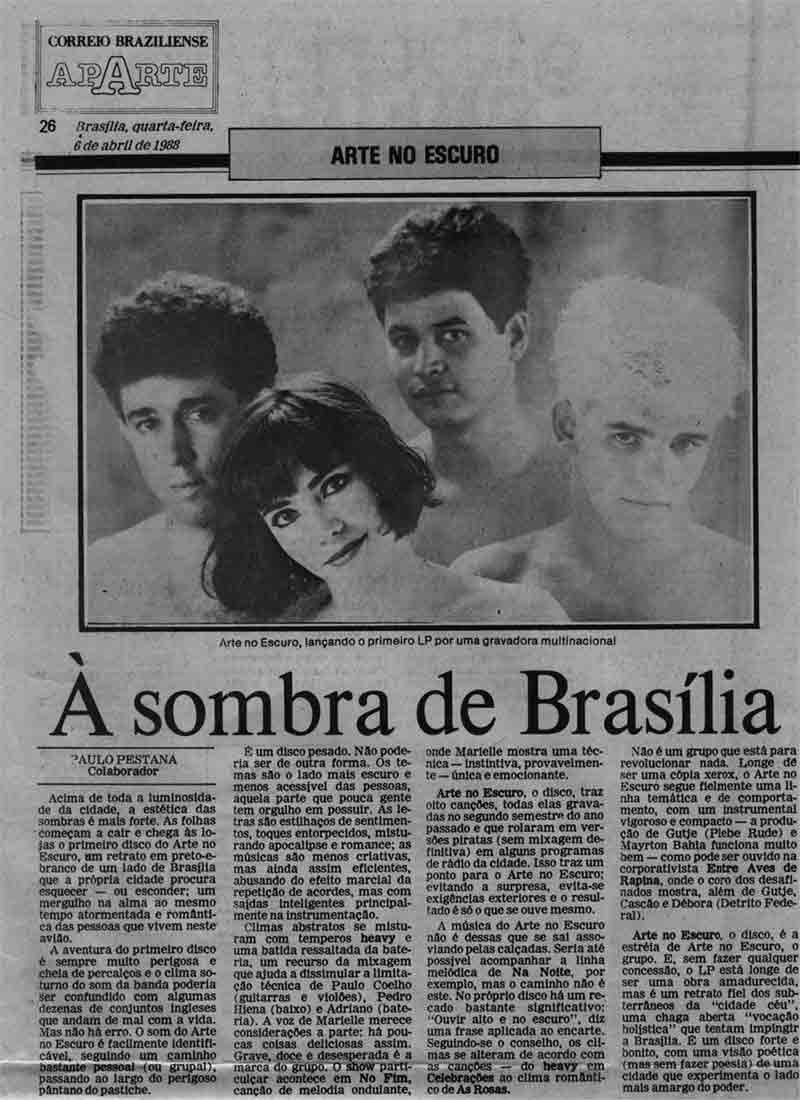 CORREIO BRAZILIENSE
APARTE
26 Brasília, quarta-feira,
6 de abril de 1988
ARTE NO ESCURO
Arte no Escuro, lançando o primeiro LP por uma gravadora multinacional
À sombra de Brasília
PAULO PESTANA
Colaborador
Acima de toda a luminosida-
de da cidade, a estética das
sombras é mais forte. As folhas
começam a cair e chega às lo-
jas o primeiro disco do Arte no
Escuro, um retrato em preto-e-
branco de um lado de Brasília
que a própria cidade procura
esquecer — ou esconder; um
mergulho na alma ao mesmo
tempo atormentada e românti-
ca das pessoas que vivem neste
avião.
A aventura do primeiro disco
é sempre muito perigosa e
cheia de percalços e o clima so-
turno do som da banda poderia
ser confundido com algumas
dezenas de conjuntos ingleses
que andam de mal com a vida.
Mas não há erro. O som do Arte
no Escuro é facilmente identifi-
cável, seguindo um caminho
bastante pessoal (ou grupal),
passando ao largo do perigoso
pântano do pastiche.
É um disco pesado. Não pode-
ria ser de outra forma. Os te-
mas são o lado mais escuro e
menos acessível das pessoas,
aquela parte que pouca gente
tem orgulho em possuir. As le-
tras são estilhaços de sentimen-
tos, toques entorpecidos, mistu-
rando apocalipse e romance; as
músicas são menos criativas,
mas ainda assim eficientes,
abusando do efeito marcial da
repetição de acordes, mas com
saídas inteligentes principal-
mente na instrumentação.
Climas abstratos se mistu-
ram com temperos heavy e
uma batida ressaltada da bate-
ria, um recurso da mixagem
que ajuda a dissimular a limita-
ção técnica de Paulo Coelho
(guitarras e violões), Pedro
Hiena (baixo) e Adriano (bate-
ria). A voz de Marielle merece
considerações a parte: há pou-
cas coisas deliciosas assim.
Grave, doce e desesperada é a
marca do grupo. O show parti-
culçar acontece em No Fim,
canção de melodia ondulante,
onde Marielle mostra uma téc-
nica — instintiva, provavelmen-
te — única e emocionante.
Arte no Escuro, o disco, traz
oito canções, todas elas grava-
das no segundo semestre do ano
passado e que rolaram em ver-
sões piratas (sem mixagem de-
finitiva) em alguns programas
de rádio da cidade. Isso traz um
ponto para o Arte no Escuro;
evitando a surpresa, evita-se
exigências exteriores e o resul-
tado é só o que se ouve mesmo.
A música do Arte no Escuro
não é dessas que se sai asso-
viando pelas calçadas. Seria até
possível acompanhar a linha
melódica de Na Noite, por
exemplo, mas o caminho não é
este. No próprio disco há um re-
cado bastante significativo:
"Ouvir alto e no escuro", diz
uma frase aplicada ao encarte.
Seguindo-se o conselho, os cli-
mas se alteram de acordo com
as canções — do heavy em
Celebrações ao clima românti-
co de As Rosas.
Não é um grupo que está para
revolucionar nada. Longe de
ser uma cópia xerox, o Arte no
Escuro segue fielmente uma li-
nha temática e de comporta-
mento, com um instrumental
vigoroso e compacto — a produ-
ção de Gutje (Plebe Rude) e
Mayrton Bahia funciona muito
bem — como pode ser ouvido na
corporativista Entre Aves de
Rapina, onde o coro dos desafi-
nados mostra, além de Gutje,
Cascão e Débora (Detrito Fede-
ral).
Arte no Escuro, o disco, é a
estréia de Arte no Escuro, o
grupo. E, sem fazer qualquer
concessão, o LP está longe de
ser uma obra amadurecida,
mas é um retrato fiel dos sub-
terrâneos da "cidade céu",
uma chaga aberta "vocação
holística" que tentam impingir
a Brasília. É um disco forte e
bonito, com uma visão poética
(mas sem fazer poesia) de uma
cidade que experimenta o lado
mais amargo do poder.